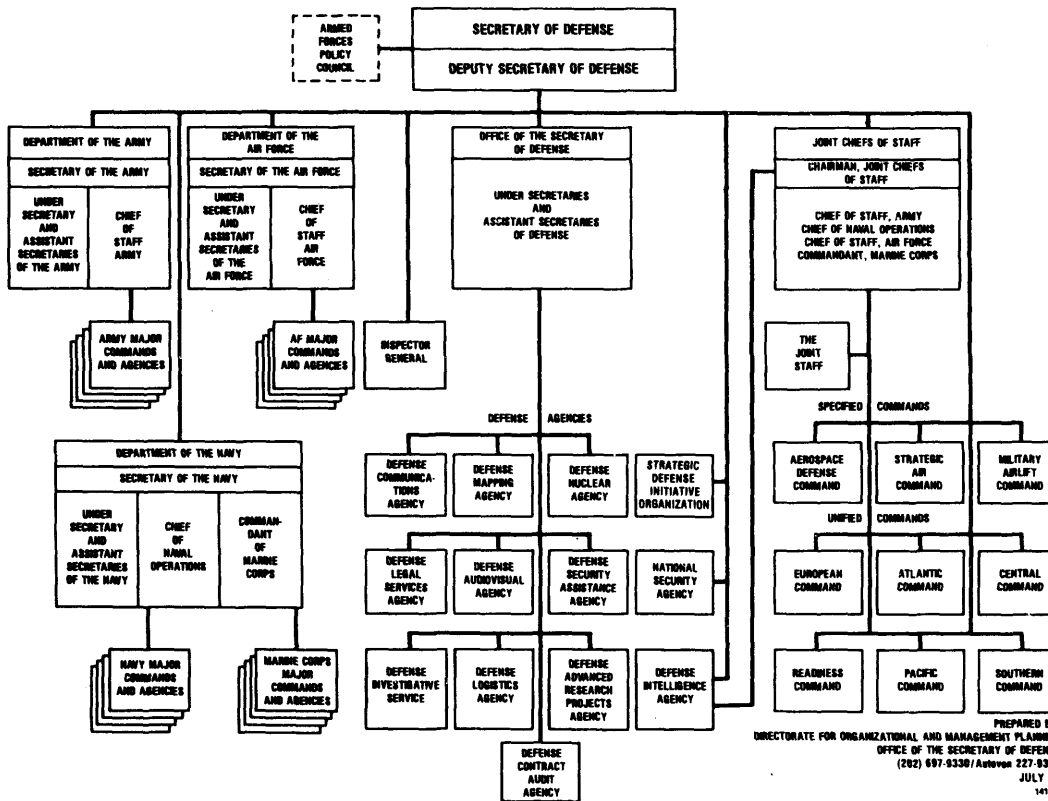 ARMED
FORCES
POLICY
COUNCIL
SECRETARY OF DEFENSE
DEPUTY SECRETARY OF DEFENSE
DEPARTMENT OF THE ARMY
SECRETARY OF THE ARMY
UNDER
SECRETARY
AND
ASSISTANT
SECRETARIES
OF THE ARMY
CHIEF
OF
STAFF
ARMY
ARMY MAJOR
COMMANDS
AND AGENCIES
DEPARTMENT OF THE
AIR FORCE
SECRETARY OF THE AIR FORCE
UNDER
SECRETARY
AND
ASSISTANT
SECRETARIES
OF THE
AIR FORCE
CHIEF
OF
STAFF
AIR
FORCE
AF MAJOR
COMMANDS
AND AGENCIES
INSPECTOR
GENERAL
OFFICE OF THE SECRETARY
OF DEFENSE
UNDER SECRETARIES
AND
ASSISTANT SECRETARIES
OF DEFENSE
JOINT CHIEFS OF STAFF
CHAIRMAN, JOINT CHIEFS
OF STAFF
CHIEF OF STAFF, ARMY
CHIEF OF NAVAL OPERATIONS
CHIEF OF STAFF, AIR FORCE
COMMANDANT, MARINE CORPS
THE
JOINT
STAFF
DEPARTMENT OF THE NAVY
SECRETARY OF THE NAVY
UNDER
SECRETARY
AND
ASSISTANT
SECRETARIES
OF THE NAVY
CHIEF
OF
NAVAL
OPERATIONS
COMMAN-
DANT
OF
MARINE
CORPS
NAVY MAJOR
COMMANDS
AND AGENCIES
MARINE CORPS
MAJOR
COMMANDS
AND AGENCIES
DEFENSE AGENCIES
DEFENSE
COMMUNICA-
TIONS
AGENCY
DEFENSE
MAPPING
AGENCY
DEFENSE
NUCLEAR
AGENCY
STRATEGIC
DEFENSE
INITIATIVE
ORGANIZATION
DEFENSE
LEGAL
SERVICES
AGENCY
DEFENSE
AUDIOVISUAL
AGENCY
DEFENSE
SECURITY
ASSISTANCE
AGENCY
NATIONAL
SECURITY
AGENCY
DEFENSE
INVESTIGATIVE
SERVICE
DEFENSE
LOGISTICS
AGENCY
DEFENSE
ADVANCED
RESEARCH
PROJECTS
AGENCY
DEFENSE
INTELLIGENCE
AGENCY
DEFENSE
CONTRACT
AUDIT
AGENCY
SPECIFIED COMMANDS
AEROSPACE
DEFENSE
COMMAND
STRATEGIC
AIR
COMMAND
MILITARY
AIRLIFT
COMMAND
UNIFIED COMMANDS
EUROPEAN
COMMAND
ATLANTIC
COMMAND
CENTRAL
COMMAND
READINESS
COMMAND
PACIFIC
COMMAND
SOUTHERN
COMMAND
PREPARED
DIRECTORATE FOR ORGANIZATIONAL AND MANAGEMENT
OFFICE OF THE SECRETARY OF
(202) 697-9330/Autovon
JULY